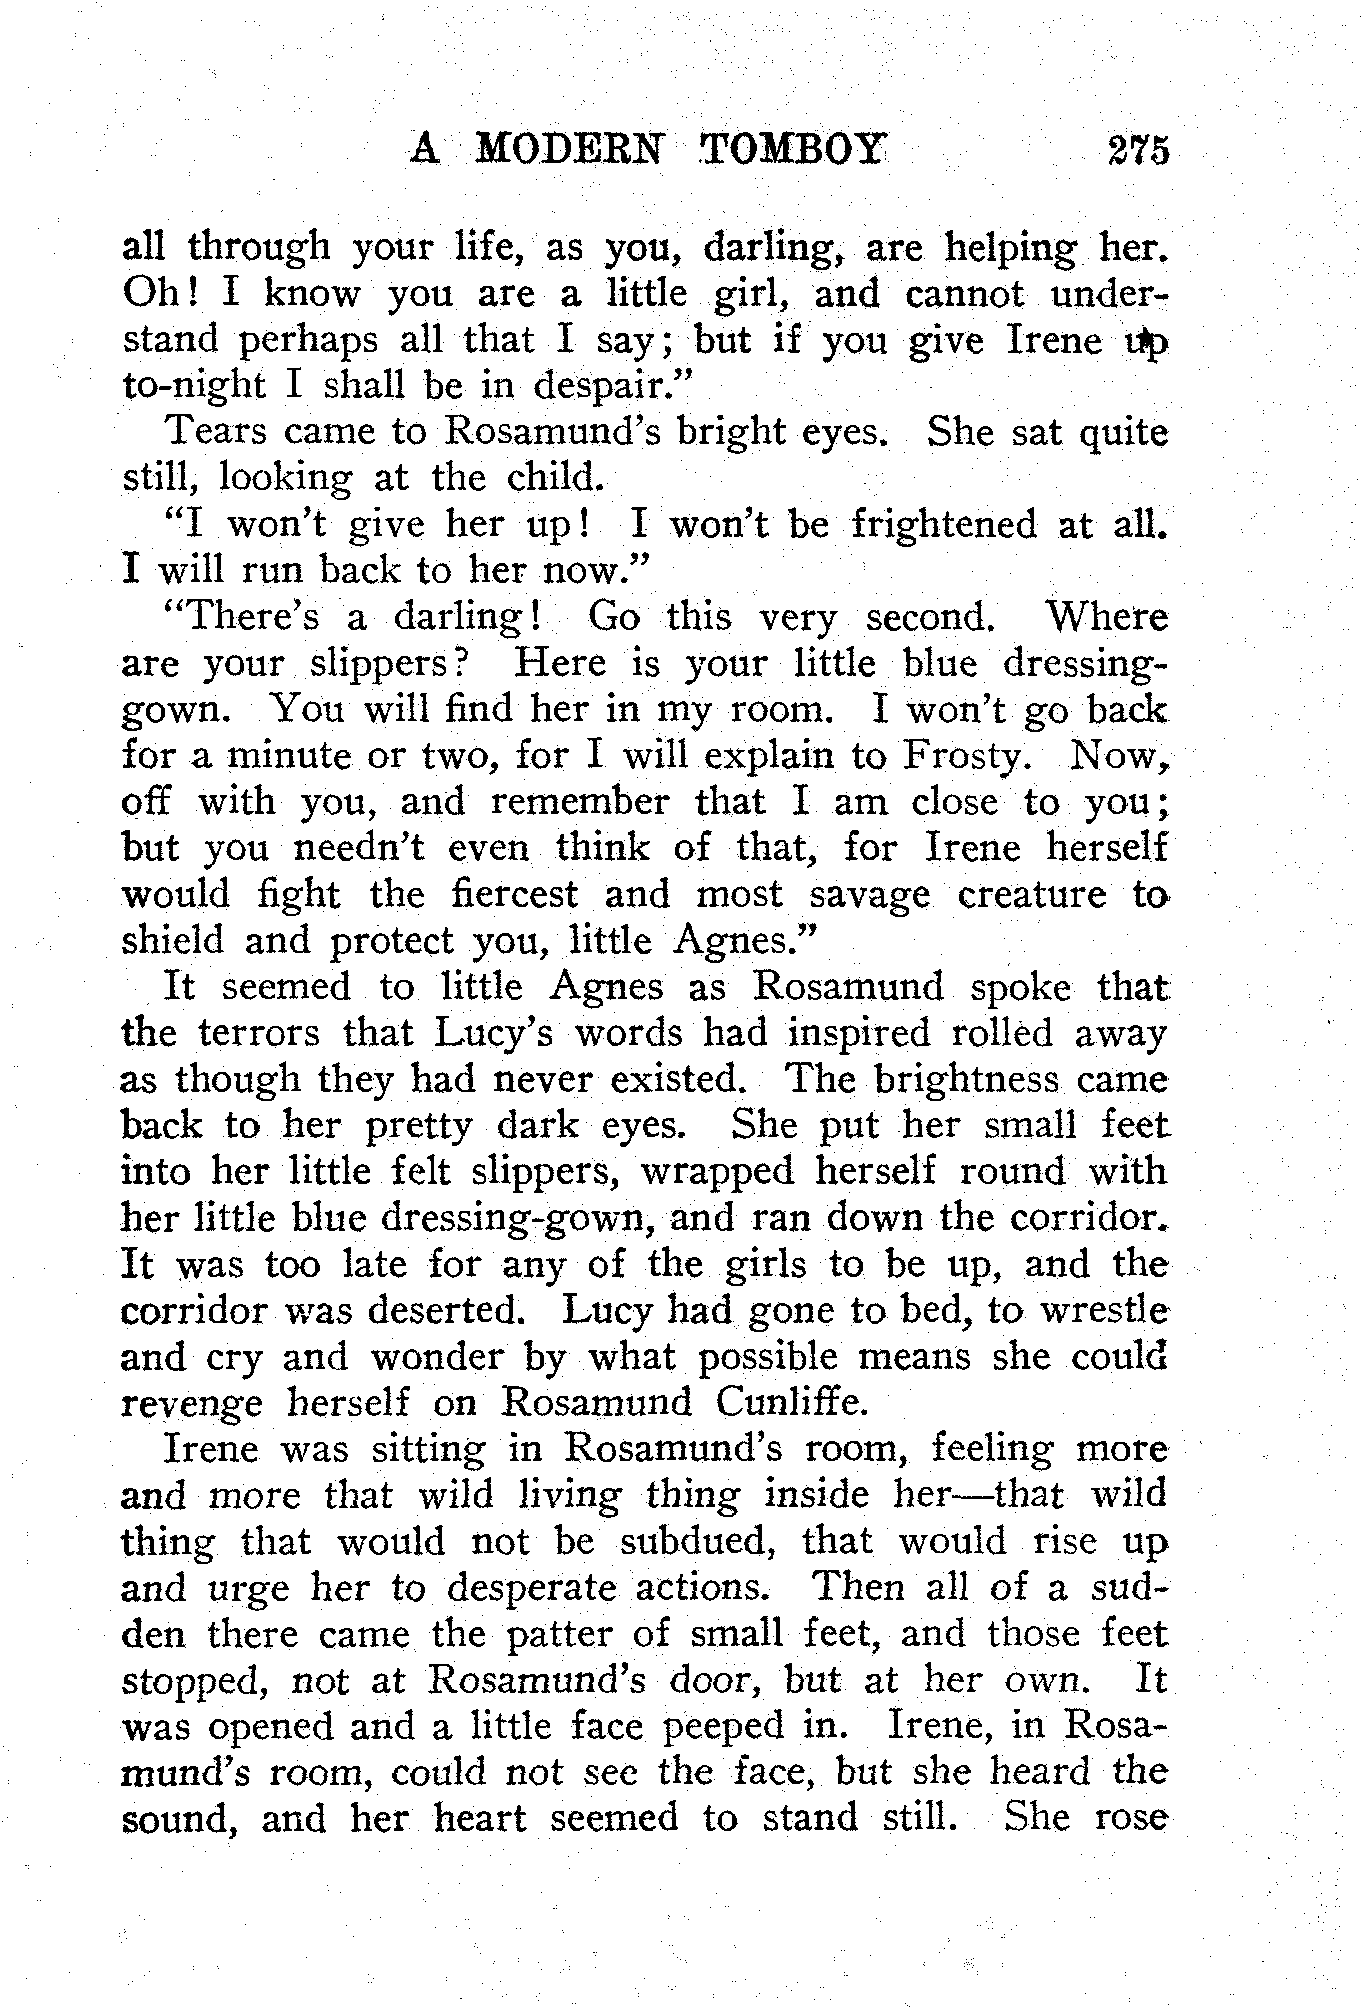 A MODERN TOMBOY 275
all through your life, as you, darling, are helping her.
Oh! I know you are a little girl, and cannot under-
stand perhaps all that I say; but if you give Irene up
to-night I shall be in despair.”
Tears came to Rosamund’s bright eyes. She sat quite
still, looking at the child.
“I won’t give her up! I won’t be frightened at all.
I will run back to her now.”
“There’s a darling! Go this very second. Where
are your slippers? Here is your little blue dressing-
gown. You will find her in my room. I won’t go back
for a minute or two, for I will explain to Frosty. Now,
off with you, and remember that I am close to you;
but you needn’t even think of that, for Irene herself
would fight the fiercest and most savage creature to
shield and protect you, little Agnes.”
It seemed to little Agnes as Rosamund spoke that
the terrors that Lucy’s words had inspired rolled away
as though they had never existed. The brightness came
back to her pretty dark eyes. She put her small feet
into her little felt slippers, wrapped herself round with
her little blue dressing-gown, and ran down the corridor.
It was too late for any of the girls to be up, and the
corridor was deserted. Lucy had gone to bed, to wrestle
and cry and wonder by what possible means she could
revenge herself on Rosamund Cunliffe.
Irene was sitting in Rosamund’s room, feeling more
and more that wild living thing inside her—that wild
thing that would not be subdued, that would rise up
and urge her to desperate actions. Then all of a sud-
den there came the patter of small feet, and those feet
stopped, not at Rosamund’s door, but at her own. It
was opened and a little face peeped in. Irene, in Rosa-
mund’s room, could not see the face, but she heard the
sound, and her heart seemed to stand still. She rose